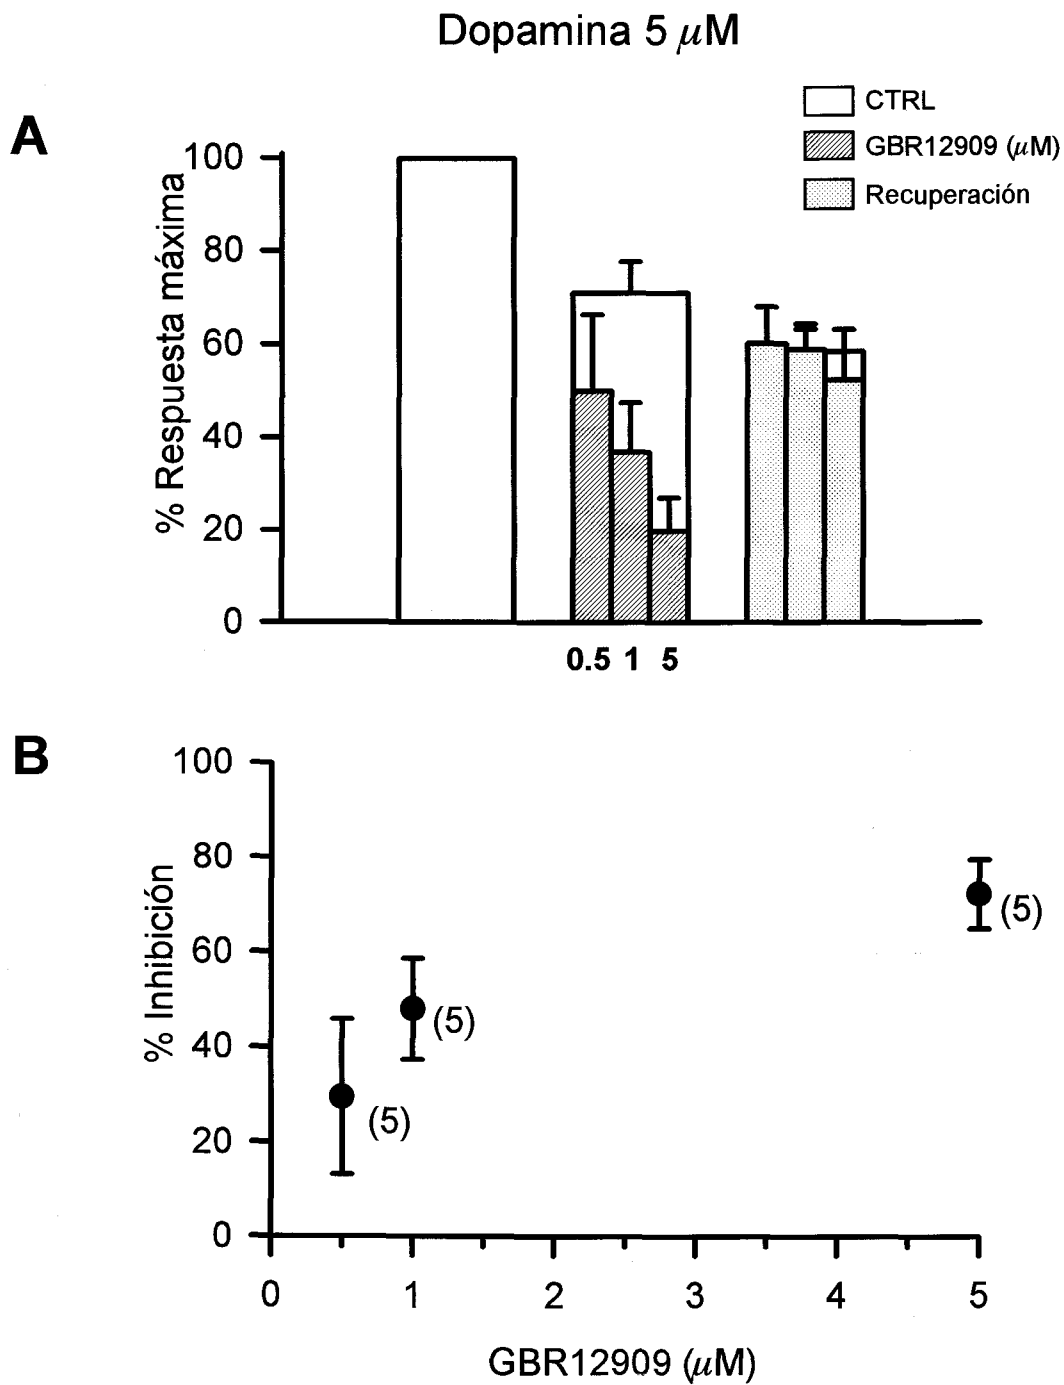 Dopamina 5 μM
A
CTRL
GBR12909 (μM)
Recuperación
% Respuesta máxima
100
80
60
40
20
0
0.5 1 5
B
% Inhibición
100
80
60
40
20
0
(5)
(5)
(5)
0 1 2 3 4 5
GBR12909 (μM)